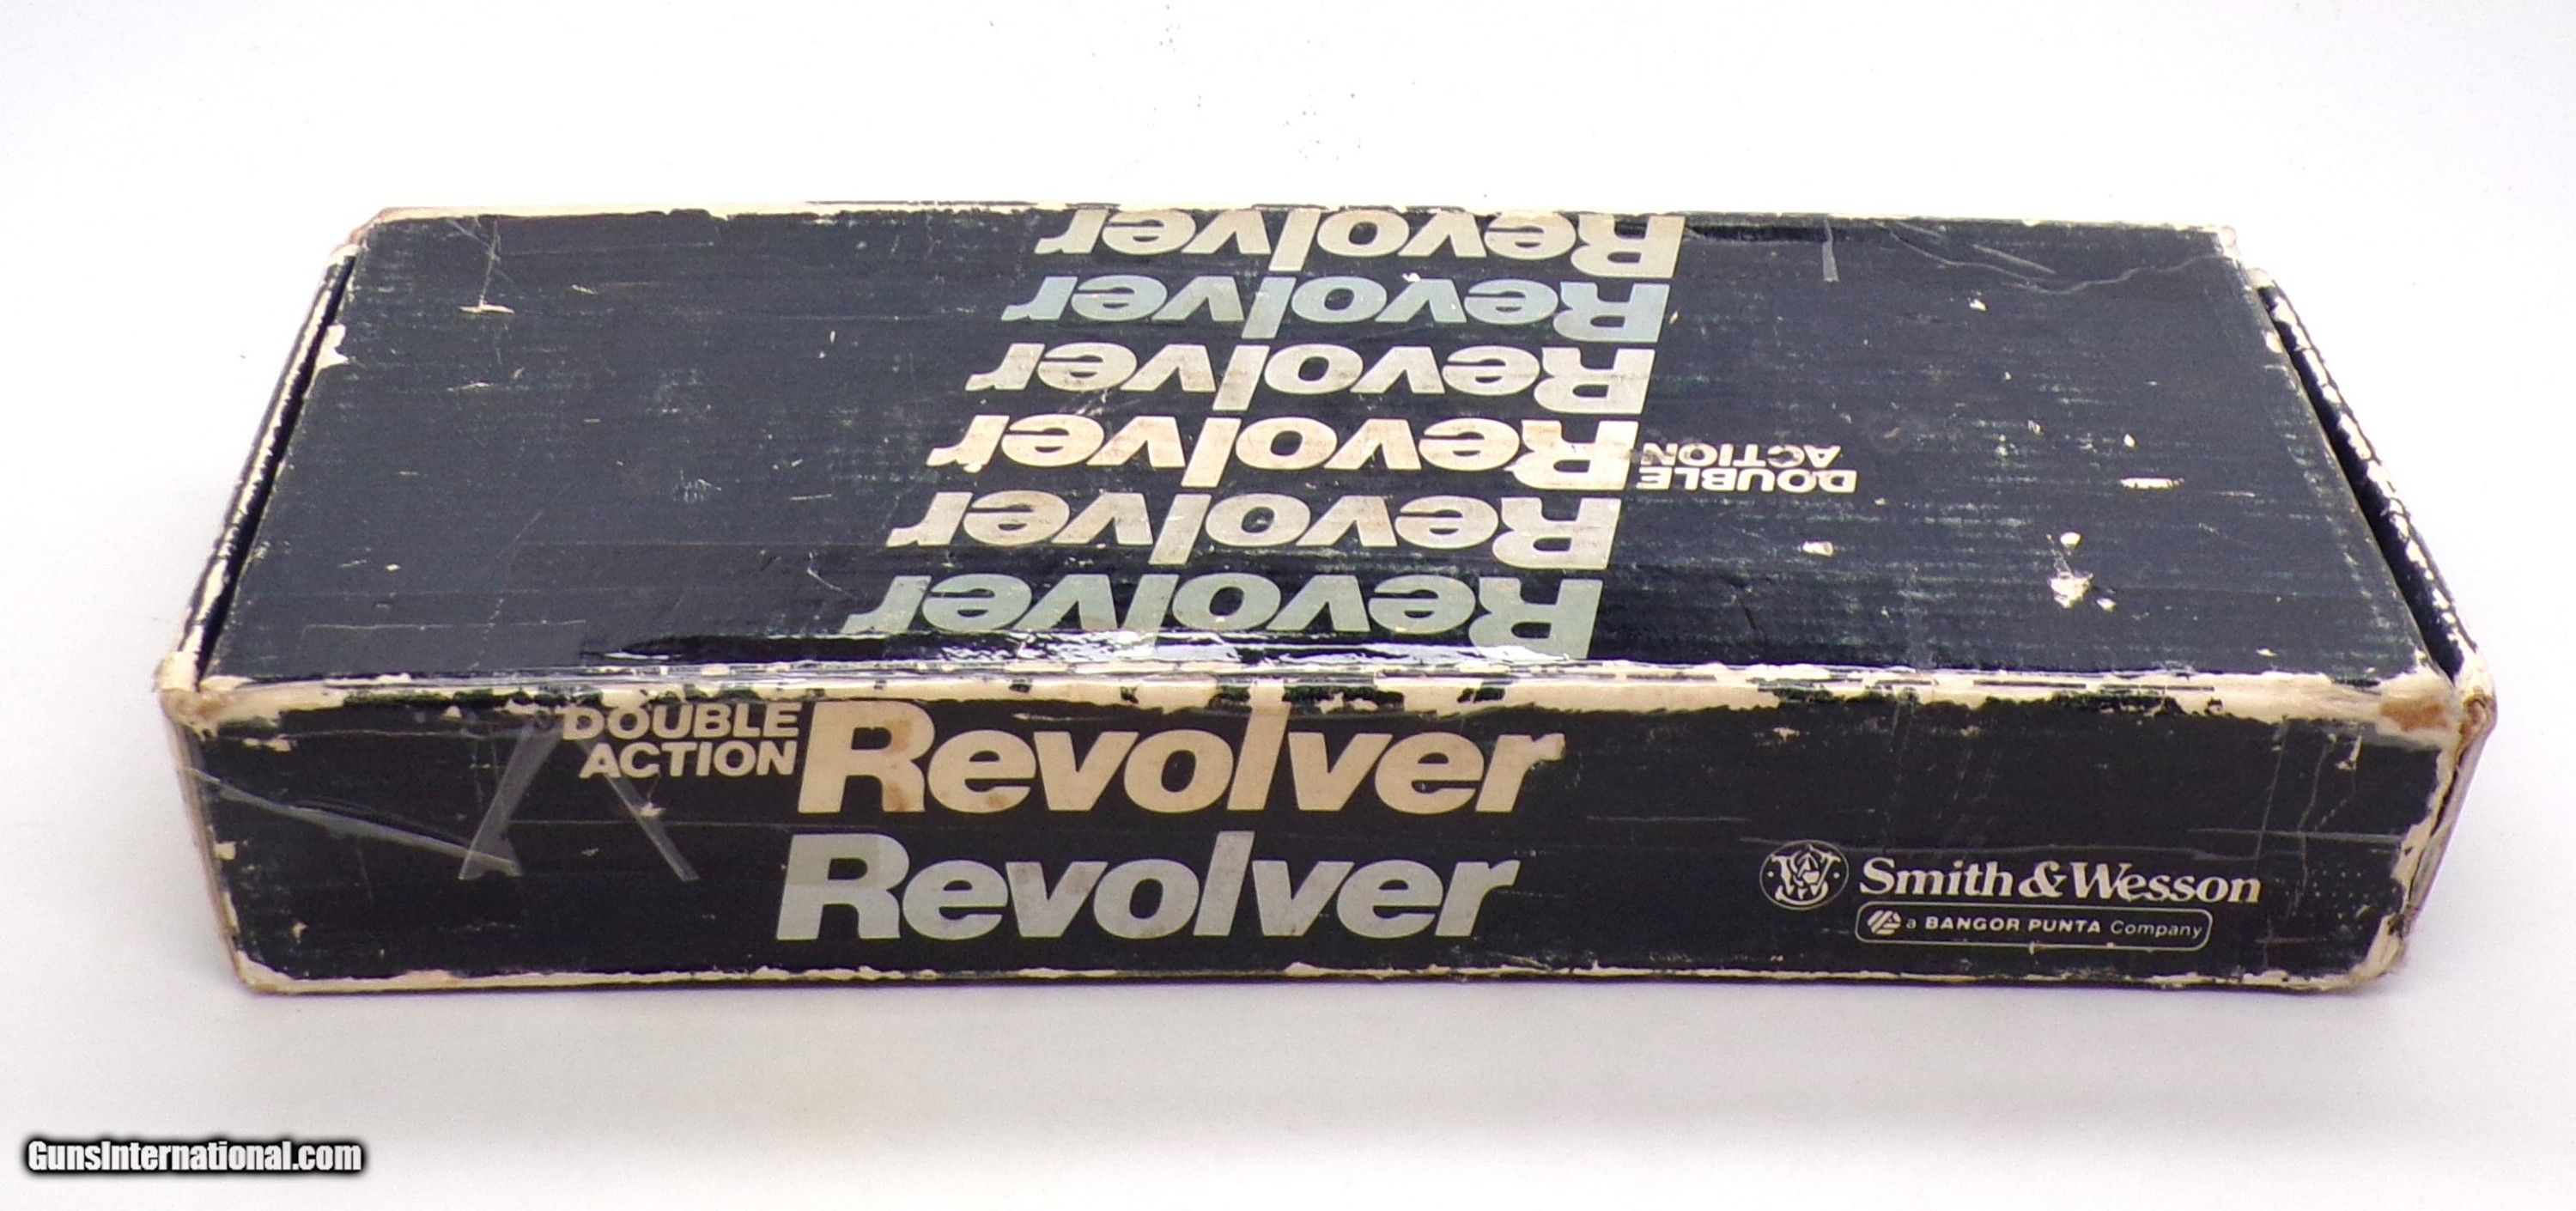 Revolver
Revolver
Revolver
Revolver
DOUBLE
ACTION
Revolver
Revolver
DOUBLE
ACTION
Revolver
Revolver
Smith & Wesson
a BANGOR PUNTA Company
GunsInternational.com